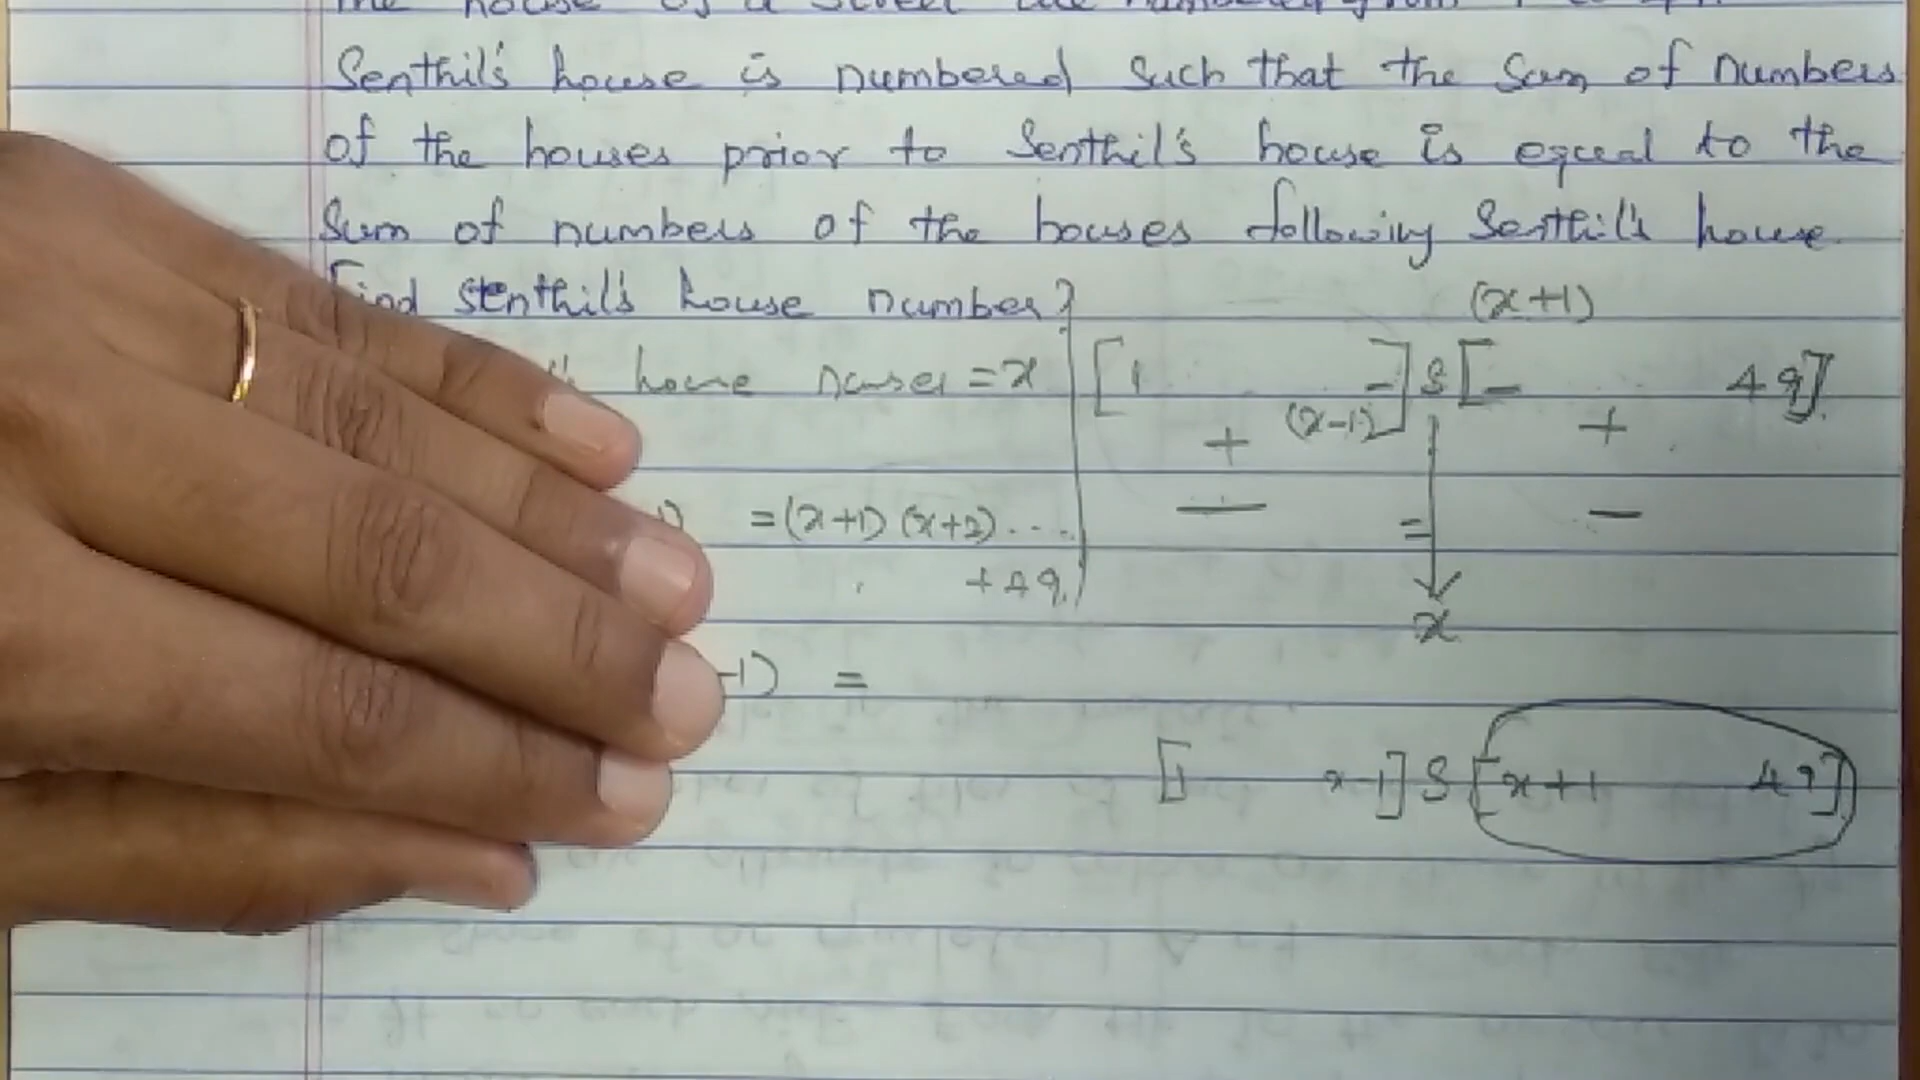 Senthil's house is numbered such that the sum of numbers
of the houses prior to Senthil's house is equal to the
Sum of numbers of the houses following Senthil's house
Find Senthil's house number?
(x+1)
house = x
[1 -] S [- 49]
(x-1)
+ +
1) = (x+1) (x+2)....
— = —
+ 49
x
-1) =
[1 x-1] S [x+1 49]